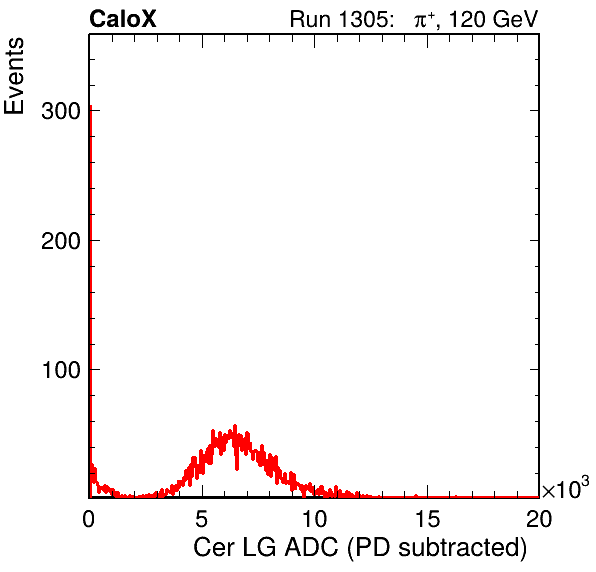 CaloX Run 1305: π⁺, 120 GeV
Events
300
200
100
0 5 10 15 20
×10³
Cer LG ADC (PD subtracted)